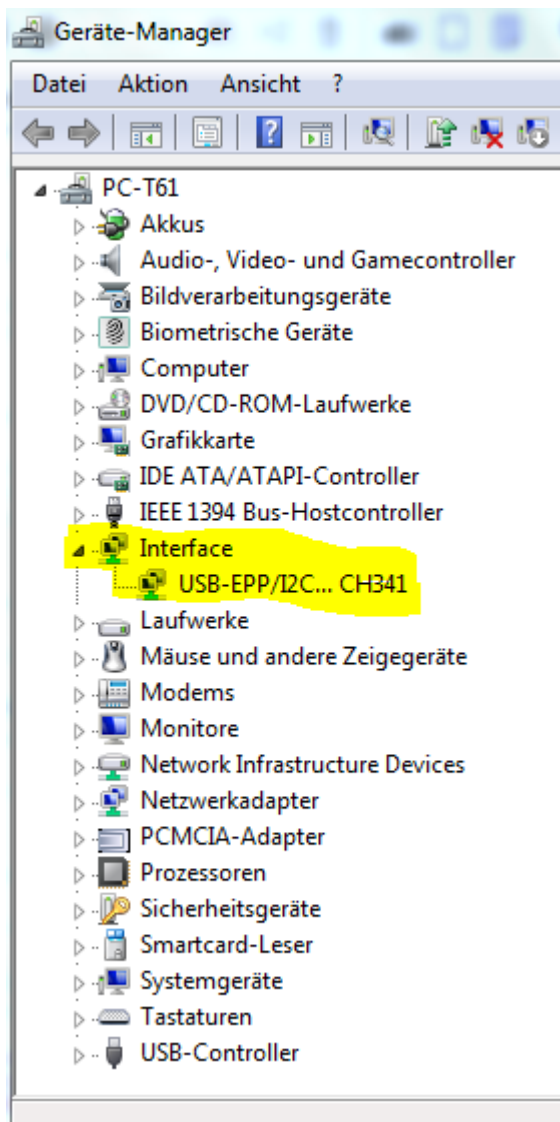 Geräte-Manager
Datei Aktion Ansicht ?
PC-T61
Akkus
Audio-, Video- und Gamecontroller
Bildverarbeitungsgeräte
Biometrische Geräte
Computer
DVD/CD-ROM-Laufwerke
Grafikkarte
IDE ATA/ATAPI-Controller
IEEE 1394 Bus-Hostcontroller
Interface
USB-EPP/I2C... CH341
Laufwerke
Mäuse und andere Zeigegeräte
Modems
Monitore
Network Infrastructure Devices
Netzwerkadapter
PCMCIA-Adapter
Prozessoren
Sicherheitsgeräte
Smartcard-Leser
Systemgeräte
Tastaturen
USB-Controller